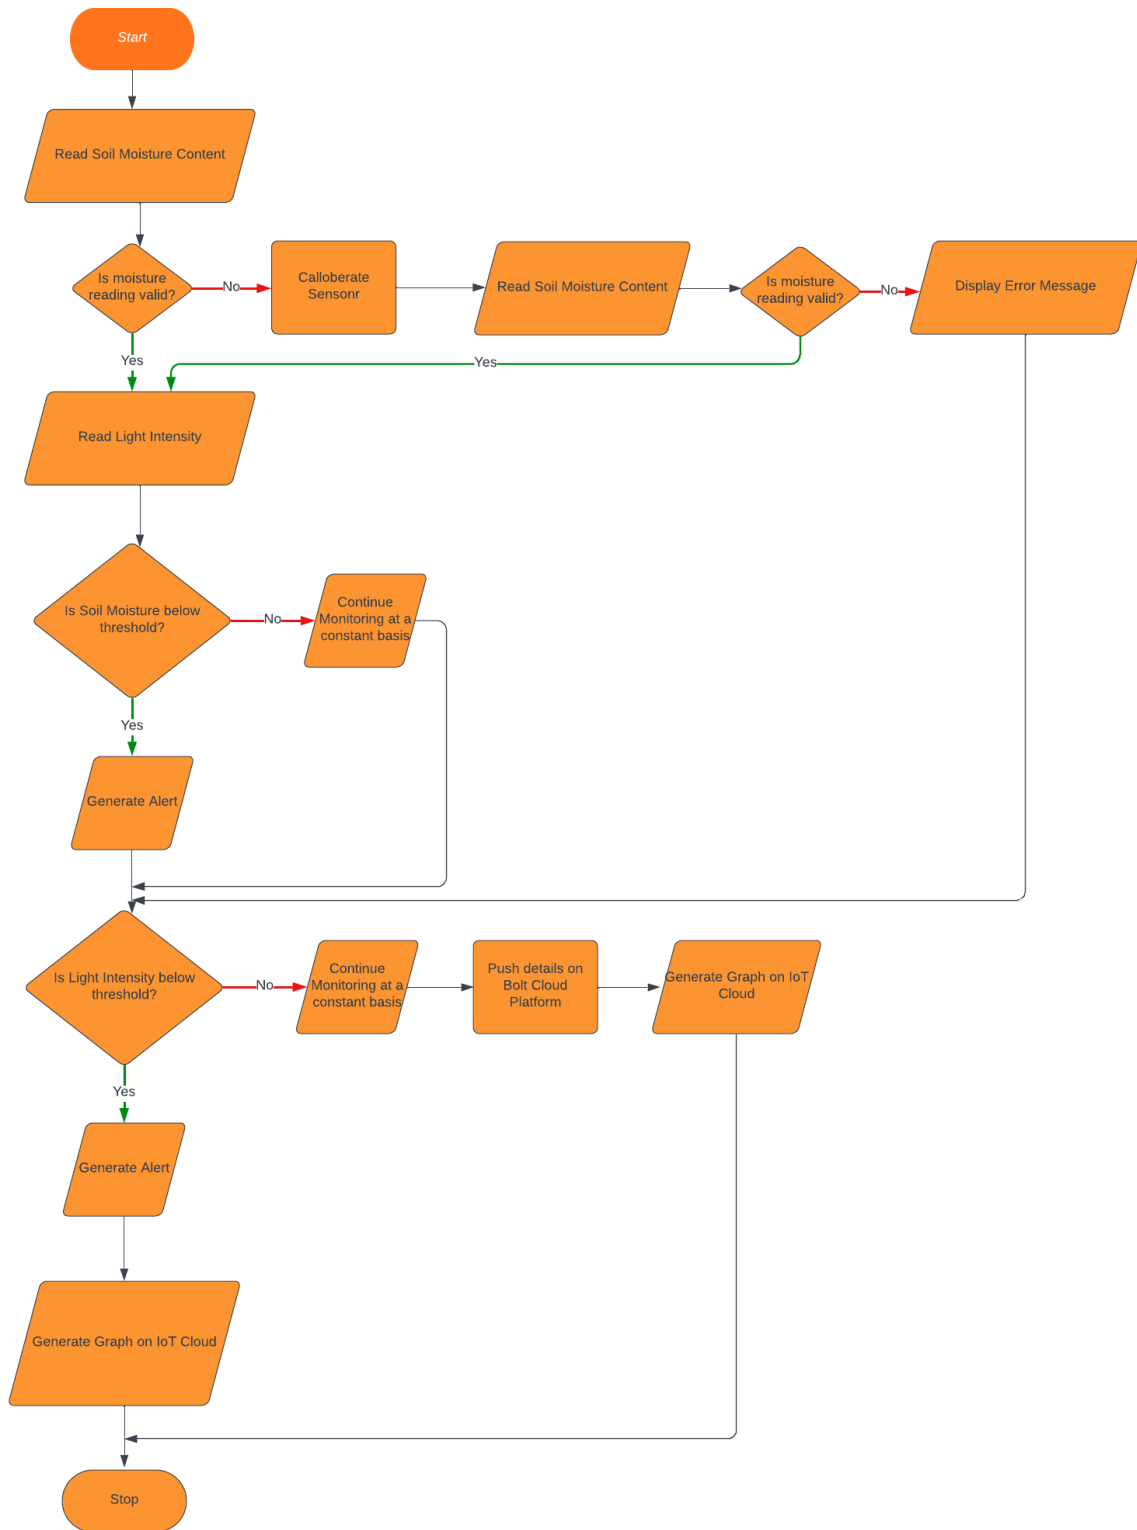 Start
Read Soil Moisture Content
Is moisture
reading valid?
No
Calloberate
Sensonr
Read Soil Moisture Content
Is moisture
reading valid?
No
Display Error Message
Yes
Yes
Read Light Intensity
Is Soil Moisture below
threshold?
No
Continue
Monitoring at a
constant basis
Yes
Generate Alert
Is Light Intensity below
threshold?
No
Continue
Monitoring at a
constant basis
Push details on
Bolt Cloud
Platform
Generate Graph on IoT
Cloud
Yes
Generate Alert
Generate Graph on IoT Cloud
Stop